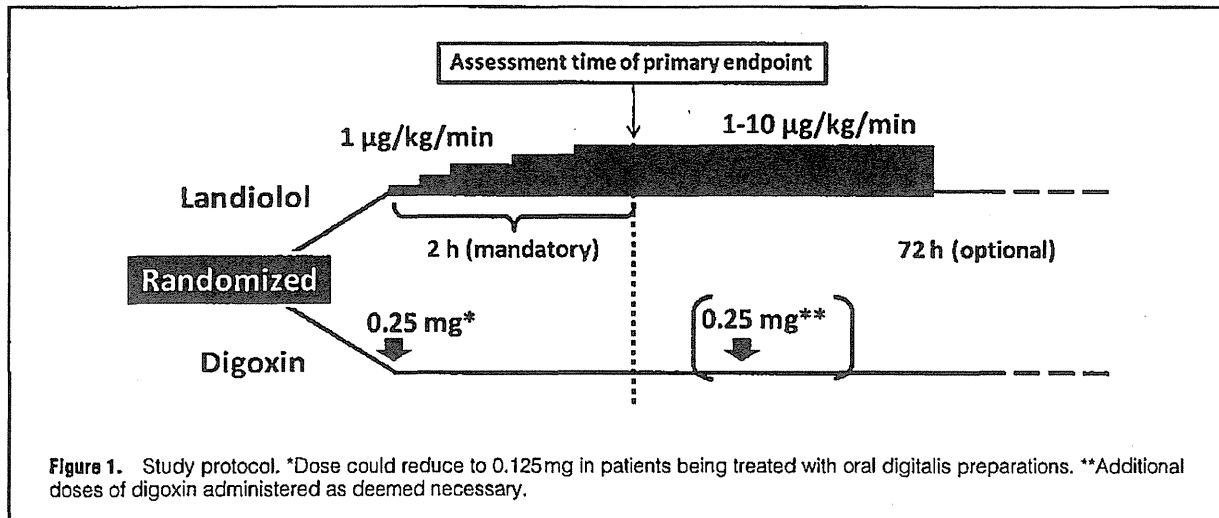 Assessment time of primary endpoint
1 µg/kg/min
1-10 µg/kg/min
Landiolol
2 h (mandatory)
72 h (optional)
Randomized
0.25 mg*
0.25 mg**
Digoxin
Figure 1. Study protocol. *Dose could reduce to 0.125mg in patients being treated with oral digitalis preparations. **Additional
doses of digoxin administered as deemed necessary.